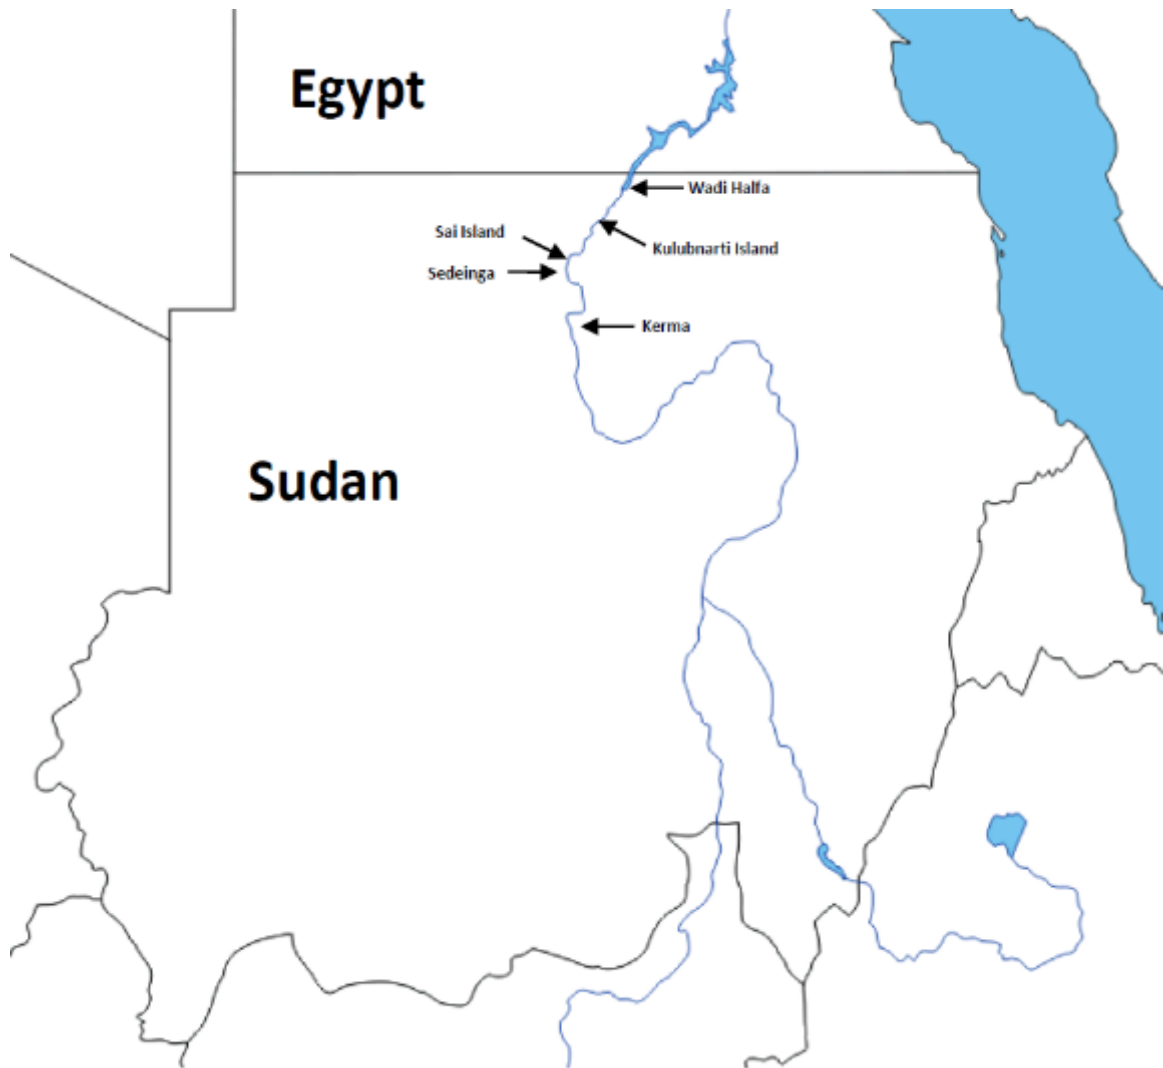 Egypt
Wadi Halfa
Sai Island
Kulubnarti Island
Sedeinga
Kerma
Sudan